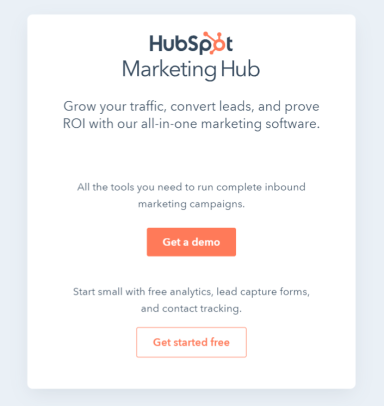 HubSpot
Marketing Hub
Grow your traffic, convert leads, and prove
ROI with our all-in-one marketing software.
All the tools you need to run complete inbound
marketing campaigns.
Get a demo
Start small with free analytics, lead capture forms,
and contact tracking.
Get started free